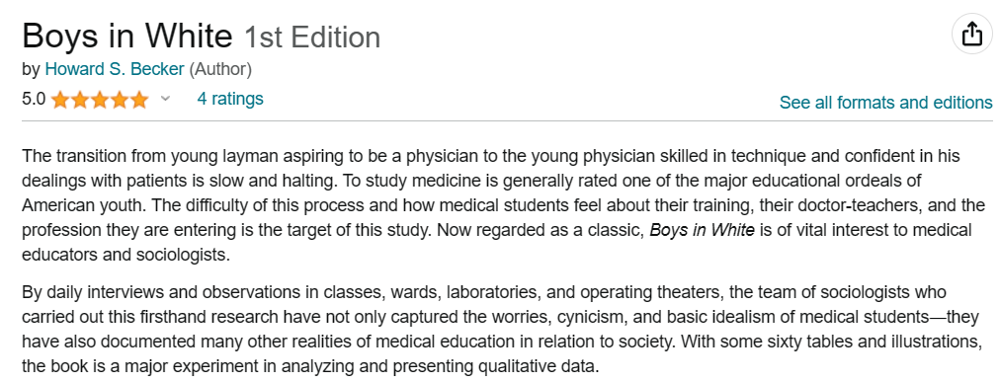 Boys in White 1st Edition
by Howard S. Becker (Author)
5.0 4 ratings
See all formats and editions
The transition from young layman aspiring to be a physician to the young physician skilled in technique and confident in his
dealings with patients is slow and halting. To study medicine is generally rated one of the major educational ordeals of
American youth. The difficulty of this process and how medical students feel about their training, their doctor-teachers, and the
profession they are entering is the target of this study. Now regarded as a classic, Boys in White is of vital interest to medical
educators and sociologists.
By daily interviews and observations in classes, wards, laboratories, and operating theaters, the team of sociologists who
carried out this firsthand research have not only captured the worries, cynicism, and basic idealism of medical students—they
have also documented many other realities of medical education in relation to society. With some sixty tables and illustrations,
the book is a major experiment in analyzing and presenting qualitative data.